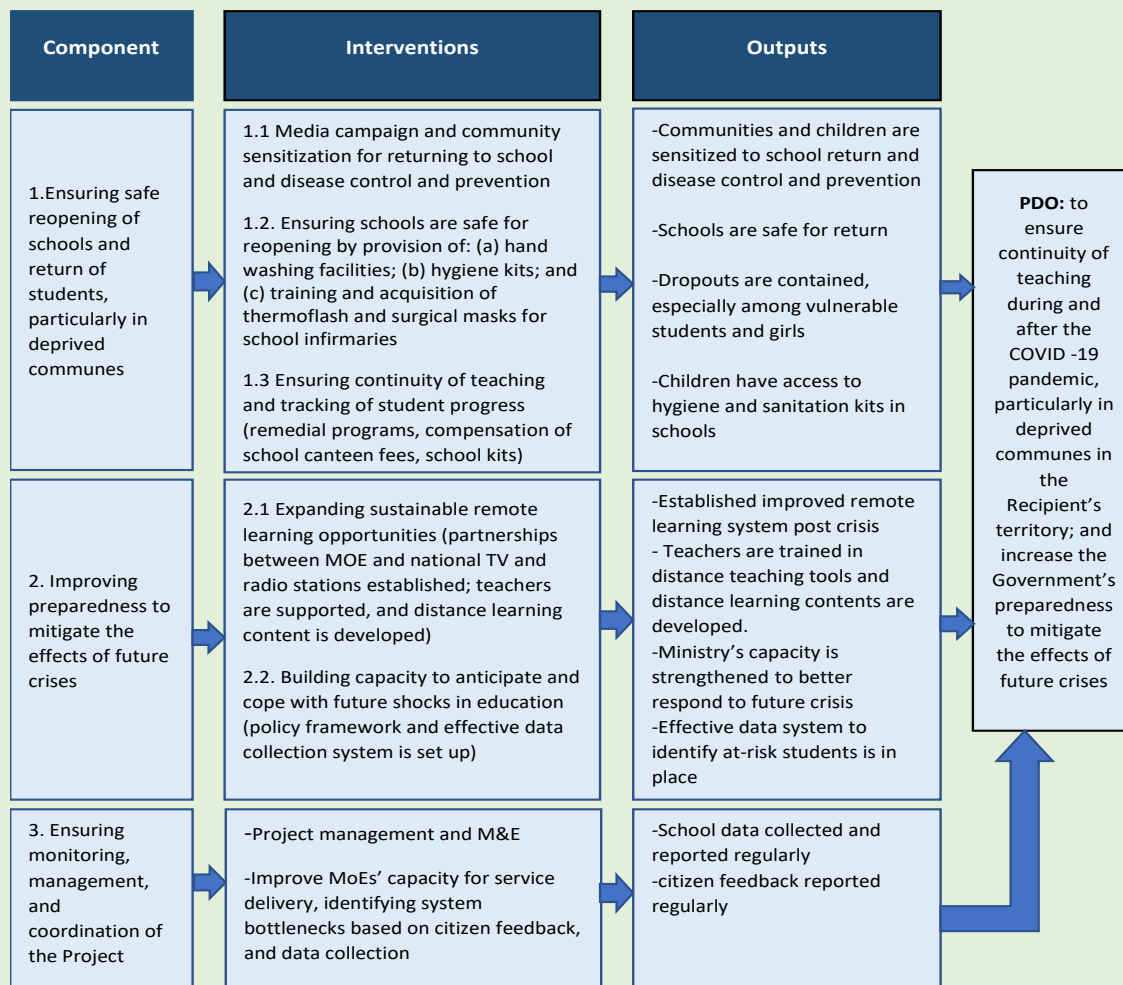 Component
Interventions
Outputs
1.Ensuring safe
reopening of
schools and
return of
students,
particularly in
deprived
communes
1.1 Media campaign and community
sensitization for returning to school
and disease control and prevention
1.2. Ensuring schools are safe for
reopening by provision of: (a) hand
washing facilities; (b) hygiene kits; and
(c) training and acquisition of
thermoflash and surgical masks for
school infirmaries
1.3 Ensuring continuity of teaching
and tracking of student progress
(remedial programs, compensation of
school canteen fees, school kits)
-Communities and children are
sensitized to school return and
disease control and prevention
-Schools are safe for return
-Dropouts are contained,
especially among vulnerable
students and girls
-Children have access to
hygiene and sanitation kits in
schools
2. Improving
preparedness to
mitigate the
effects of future
crises
2.1 Expanding sustainable remote
learning opportunities (partnerships
between MOE and national TV and
radio stations established; teachers
are supported, and distance learning
content is developed)
2.2. Building capacity to anticipate and
cope with future shocks in education
(policy framework and effective data
collection system is set up)
-Established improved remote
learning system post crisis
- Teachers are trained in
distance teaching tools and
distance learning contents are
developed.
-Ministry’s capacity is
strengthened to better
respond to future crisis
-Effective data system to
identify at-risk students is in
place
3. Ensuring
monitoring,
management,
and
coordination of
the Project
-Project management and M&E
-Improve MoEs’ capacity for service
delivery, identifying system
bottlenecks based on citizen feedback,
and data collection
-School data collected and
reported regularly
-citizen feedback reported
regularly
PDO: to
ensure
continuity of
teaching
during and
after the
COVID -19
pandemic,
particularly in
deprived
communes in
the
Recipient’s
territory; and
increase the
Government’s
preparedness
to mitigate
the effects of
future crises